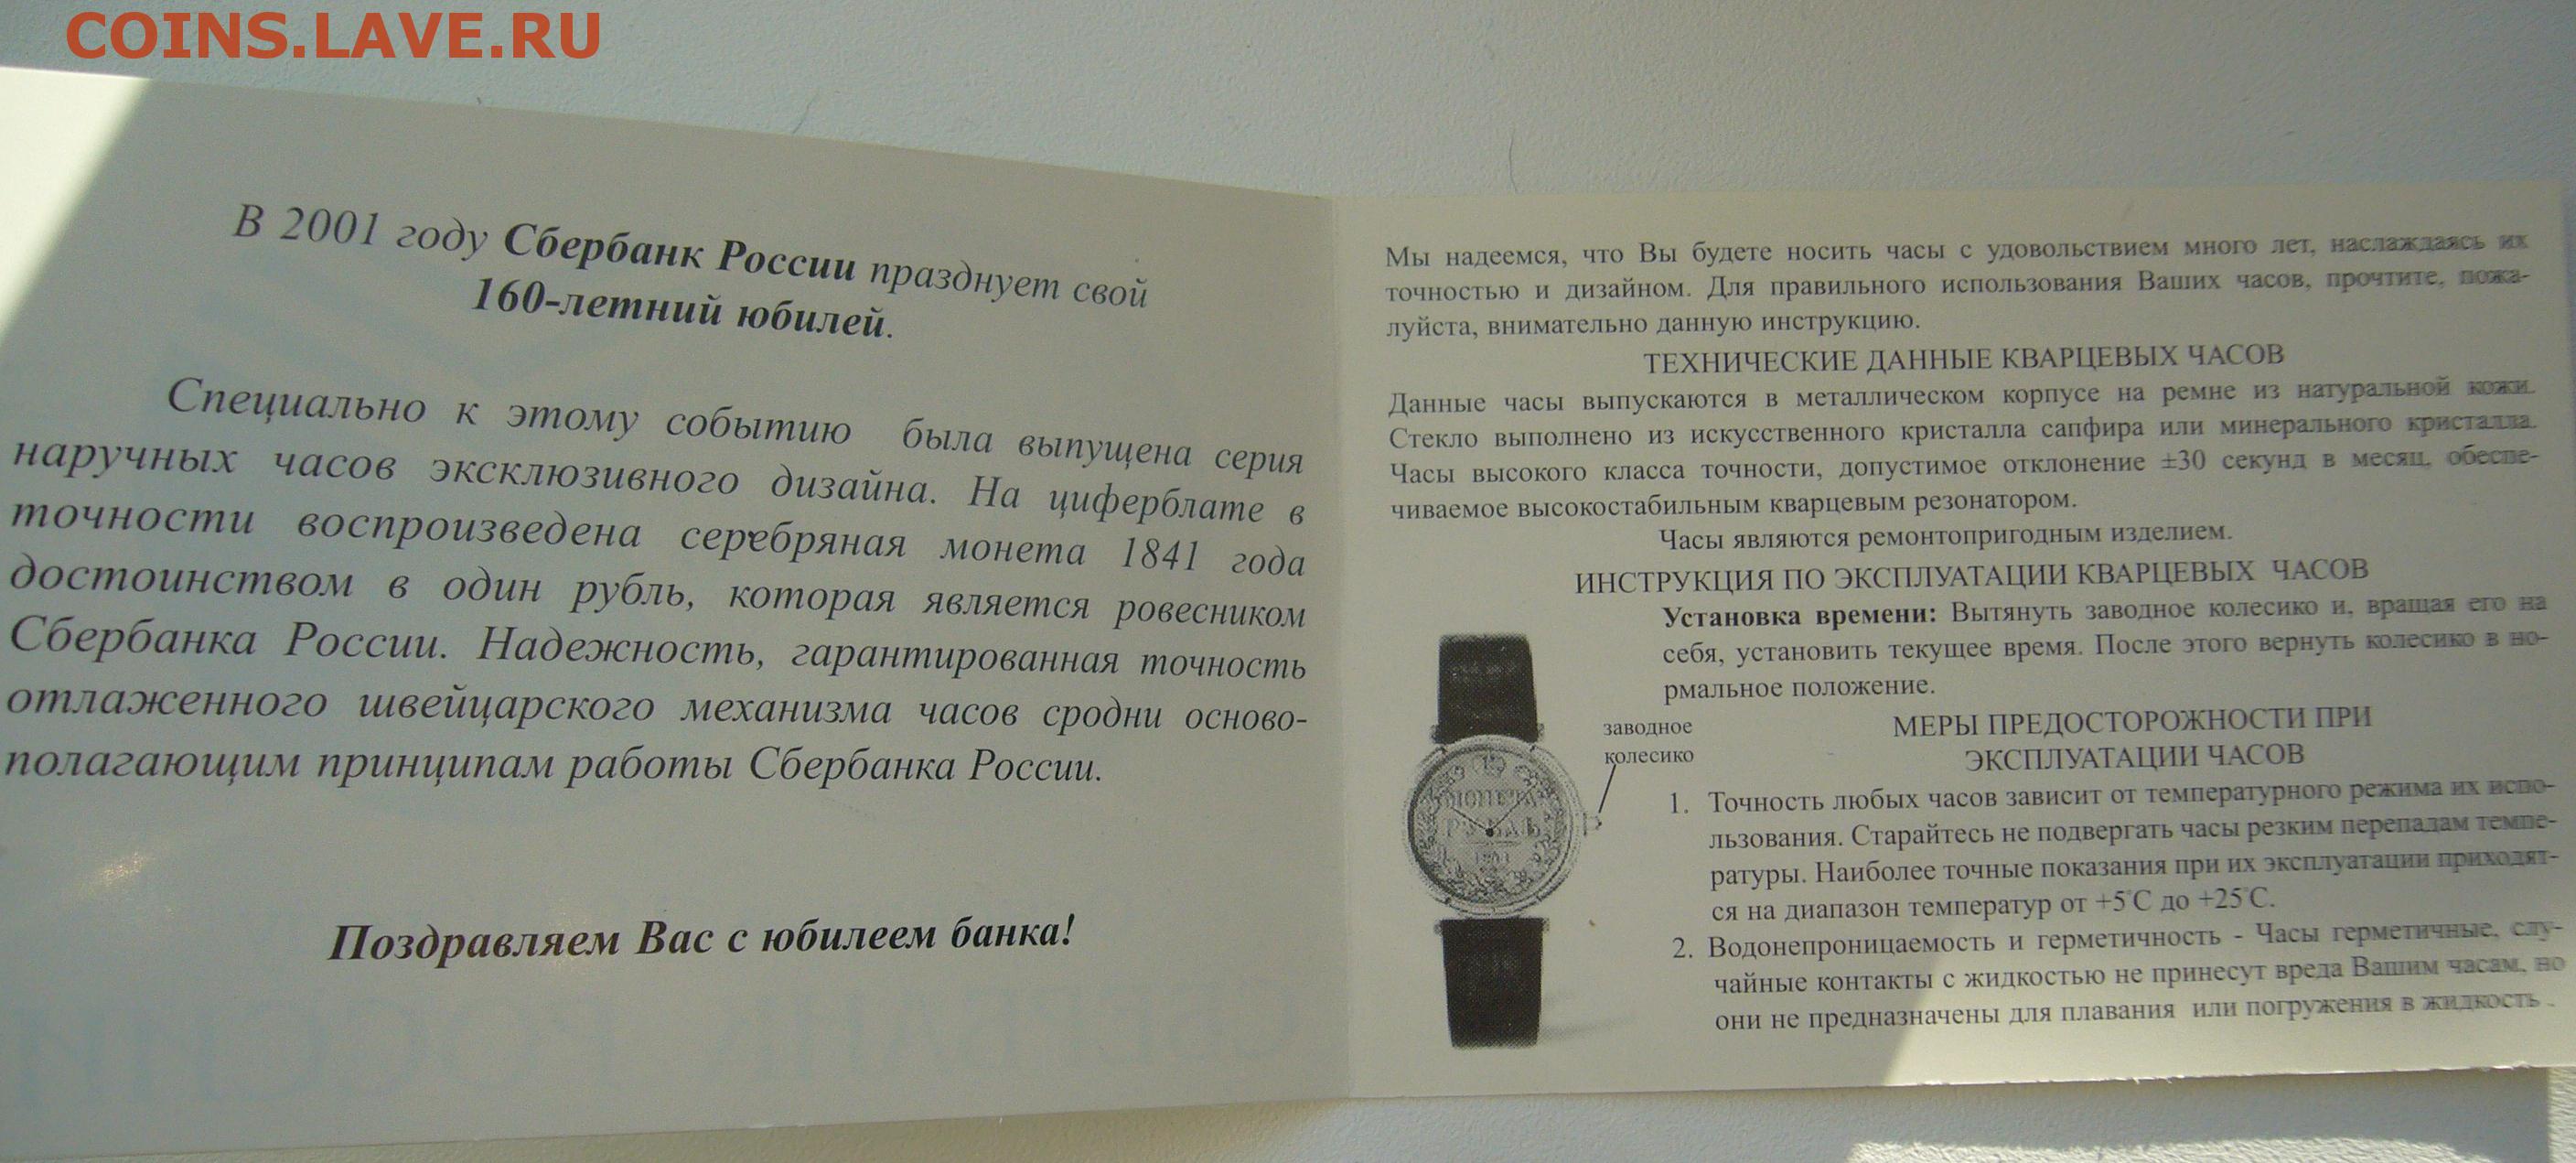 COINS.LAVE.RU
В 2001 году Сбербанк России празднует свой
160-летний юбилей.
Специально к этому событию была выпущена серия
наручных часов эксклюзивного дизайна. На циферблате в
точности воспроизведена серебряная монета 1841 года
достоинством в один рубль, которая является ровесником
Сбербанка России. Надежность, гарантированная точность
отлаженного швейцарского механизма часов сродни осново-
полагающим принципам работы Сбербанка России.
Поздравляем Вас с юбилеем банка!
Мы надеемся, что Вы будете носить часы с удовольствием много лет, наслаждаясь их
точностью и дизайном. Для правильного использования Ваших часов, прочтите, пожа-
луйста, внимательно данную инструкцию.
ТЕХНИЧЕСКИЕ ДАННЫЕ КВАРЦЕВЫХ ЧАСОВ
Данные часы выпускаются в металлическом корпусе на ремне из натуральной кожи.
Стекло выполнено из искусственного кристалла сапфира или минерального кристалла.
Часы высокого класса точности, допустимое отклонение ±30 секунд в месяц, обеспе-
чиваемое высокостабильным кварцевым резонатором.
Часы являются ремонтопригодным изделием.
ИНСТРУКЦИЯ ПО ЭКСПЛУАТАЦИИ КВАРЦЕВЫХ ЧАСОВ
Установка времени: Вытянуть заводное колесико и, вращая его на
себя, установить текущее время. После этого вернуть колесико в но-
рмальное положение.
заводное
колесико
МОНЕТА
РУБЛЬ
1841
МЕРЫ ПРЕДОСТОРОЖНОСТИ ПРИ
ЭКСПЛУАТАЦИИ ЧАСОВ
1. Точность любых часов зависит от температурного режима их испо-
льзования. Старайтесь не подвергать часы резким перепадам темпе-
ратуры. Наиболее точные показания при их эксплуатации приходят-
ся на диапазон температур от +5°С до +25°С.
2. Водонепроницаемость и герметичность - Часы герметичные, слу-
чайные контакты с жидкостью не принесут вреда Вашим часам, но
они не предназначены для плавания или погружения в жидкость .